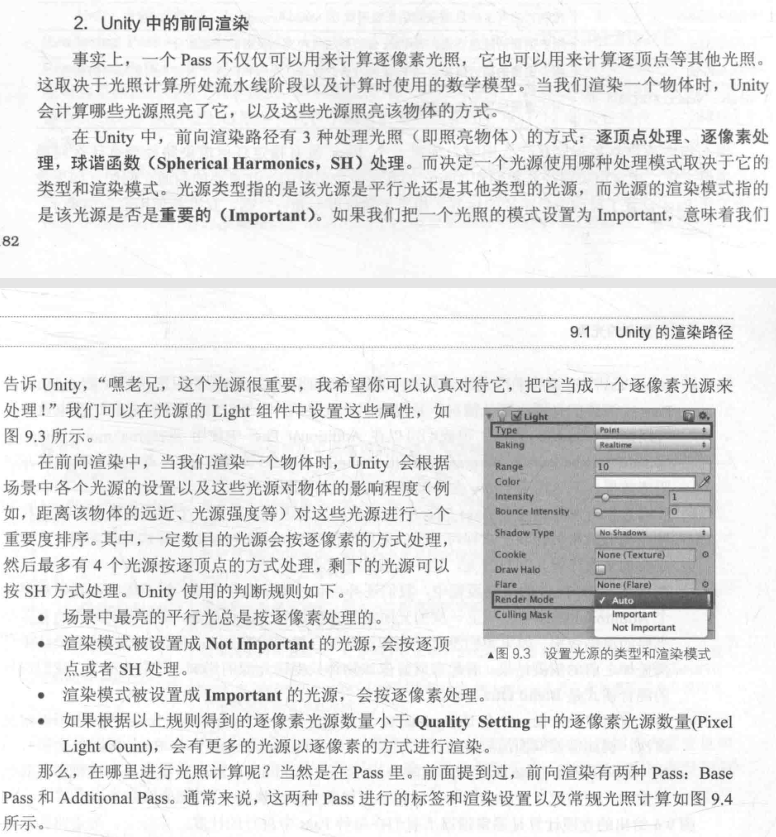 2. Unity 中的前向渲染
事实上，一个 Pass 不仅仅可以用来计算逐像素光照，它也可以用来计算逐顶点等其他光照。
这取决于光照计算所处流水线阶段以及计算时使用的数学模型。当我们渲染一个物体时，Unity
会计算哪些光源照亮了它，以及这些光源照亮该物体的方式。
在 Unity 中，前向渲染路径有 3 种处理光照（即照亮物体）的方式：逐顶点处理、逐像素处
理，球谐函数（Spherical Harmonics，SH）处理。而决定一个光源使用哪种处理模式取决于它的
类型和渲染模式。光源类型指的是该光源是平行光还是其他类型的光源，而光源的渲染模式指的
是该光源是否是重要的（Important）。如果我们把一个光照的模式设置为 Important，意味着我们
82
9.1 Unity 的渲染路径
告诉 Unity，“嘿老兄，这个光源很重要，我希望你可以认真对待它，把它当成一个逐像素光源来
处理！”我们可以在光源的 Light 组件中设置这些属性，如
图 9.3 所示。
在前向渲染中，当我们渲染一个物体时，Unity 会根据
场景中各个光源的设置以及这些光源对物体的影响程度（例
如，距离该物体的远近、光源强度等）对这些光源进行一个
重要度排序。其中，一定数目的光源会按逐像素的方式处理，
然后最多有 4 个光源按逐顶点的方式处理，剩下的光源可以
按 SH 方式处理。Unity 使用的判断规则如下。
● 场景中最亮的平行光总是按逐像素处理的。
● 渲染模式被设置成 Not Important 的光源，会按逐顶
点或者 SH 处理。
● 渲染模式被设置成 Important 的光源，会按逐像素处理。
● 如果根据以上规则得到的逐像素光源数量小于 Quality Setting 中的逐像素光源数量(Pixel
Light Count)，会有更多的光源以逐像素的方式进行渲染。
那么，在哪里进行光照计算呢？当然是在 Pass 里。前面提到过，前向渲染有两种 Pass：Base
Pass 和 Additional Pass。通常来说，这两种 Pass 进行的标签和渲染设置以及常规光照计算如图 9.4
所示。
Light
Type Point
Baking Realtime
Range 10
Color
Intensity 1
Bounce Intensity 0
Shadow Type No Shadows
Cookie None (Texture)
Draw Halo
Flare None (Flare)
Render Mode ✓ Auto
Culling Mask Important
Not Important
▲图 9.3 设置光源的类型和渲染模式